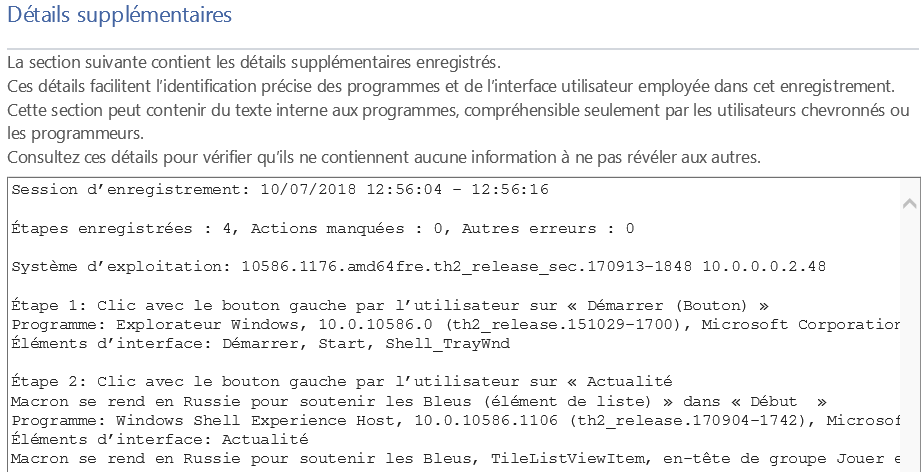 Détails supplémentaires
La section suivante contient les détails supplémentaires enregistrés.
Ces détails facilitent l'identification précise des programmes et de l'interface utilisateur employée dans cet enregistrement.
Cette section peut contenir du texte interne aux programmes, compréhensible seulement par les utilisateurs chevronnés ou
les programmeurs.
Consultez ces détails pour vérifier qu'ils ne contiennent aucune information à ne pas révéler aux autres.
Session d'enregistrement: 10/07/2018 12:56:04 - 12:56:16
Étapes enregistrées : 4, Actions manquées : 0, Autres erreurs : 0
Système d'exploitation: 10586.1176.amd64fre.th2_release_sec.170913-1848 10.0.0.0.2.48
Étape 1: Clic avec le bouton gauche par l'utilisateur sur « Démarrer (Bouton) »
Programme: Explorateur Windows, 10.0.10586.0 (th2_release.151029-1700), Microsoft Corporation
Éléments d'interface: Démarrer, Start, Shell_TrayWnd
Étape 2: Clic avec le bouton gauche par l'utilisateur sur « Actualité
Macron se rend en Russie pour soutenir les Bleus (élément de liste) » dans « Début  »
Programme: Windows Shell Experience Host, 10.0.10586.1106 (th2_release.170904-1742), Microsof
Éléments d'interface: Actualité
Macron se rend en Russie pour soutenir les Bleus, TileListViewItem, en-tête de groupe Jouer e